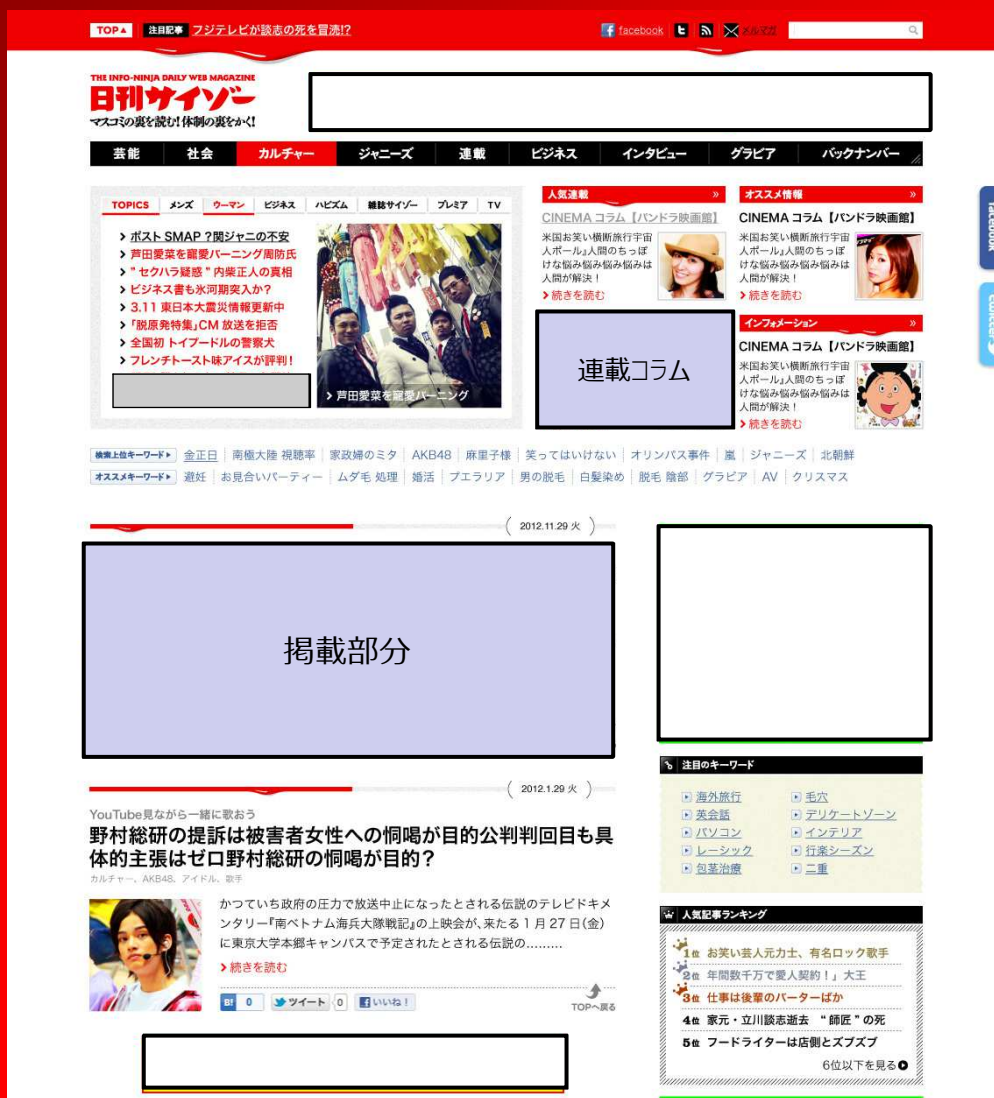 TOP▲ 注目記事 フジテレビが談志の死を冒涜!?
facebook メルマガ
THE INFO-NINJA DAILY WEB MAGAZINE
日刊サイゾー
マスコミの裏を読む!体制の裏をかく!
芸能 社会 カルチャー ジャニーズ 連載 ビジネス インタビュー グラビア バックナンバー
TOPICS メンズ ウーマン ビジネス ハピズム 雑誌サイゾー プレミア TV
ポスト SMAP ?関ジャニの不安
芦田愛菜を寵愛バーニング周防氏
" セクハラ疑惑 " 内柴正人の真相
ビジネス書も氷河期突入か?
3.11 東日本大震災情報更新中
「脱原発特集」CM 放送を拒否
全国初 トイプードルの警察犬
フレンチトースト味アイスが評判!
芦田愛菜を寵愛バーニング
人気連載 »
CINEMA コラム【パンドラ映画館】
米国お笑い横断旅行宇宙
人ポール』人間のちっぽ
けな悩み悩み悩み悩みは
人間が解決!
続きを読む
連載コラム
オススメ情報 »
CINEMA コラム【パンドラ映画館】
米国お笑い横断旅行宇宙
人ポール』人間のちっぽ
けな悩み悩み悩み悩みは
人間が解決!
続きを読む
インフォメーション »
CINEMA コラム【パンドラ映画館】
米国お笑い横断旅行宇宙
人ポール』人間のちっぽ
けな悩み悩み悩み悩みは
人間が解決!
続きを読む
facebook
twitter
検索上位キーワード 金正日 南極大陸 視聴率 家政婦のミタ AKB48 麻里子様 笑ってはいけない オリンパス事件 嵐 ジャニーズ 北朝鮮
オススメキーワード 避妊 お見合いパーティー ムダ毛 処理 婚活 プエラリア 男の脱毛 白髪染め 脱毛 陰部 グラビア AV クリスマス
2012.11.29 火
掲載部分
2012.1.29 火
YouTube見ながら一緒に歌おう
野村総研の提訴は被害者女性への恫喝が目的公判判回目も具
体的主張はゼロ野村総研の恫喝が目的?
カルチャー、AKB48、アイドル、歌手
かつていち政府の圧力で放送中止になったとされる伝説のテレビドキメ
ンタリー『南ベトナム海兵大隊戦記』の上映会が、来たる 1 月 27 日(金)
に東京大学本郷キャンパスで予定されたとされる伝説の………
続きを読む
B! 0 ツイート 0 いいね!
TOPへ戻る
注目のキーワード
海外旅行 毛穴
英会話 デリケートゾーン
パソコン インテリア
レーシック 行楽シーズン
包茎治療 二重
人気記事ランキング
1位 お笑い芸人元力士、有名ロック歌手
2位 年間数千万で愛人契約!」大王
3位 仕事は後輩のバーターばか
4位 家元・立川談志逝去 “師匠”の死
5位 フードライターは店側とズブズブ
6位以下を見る